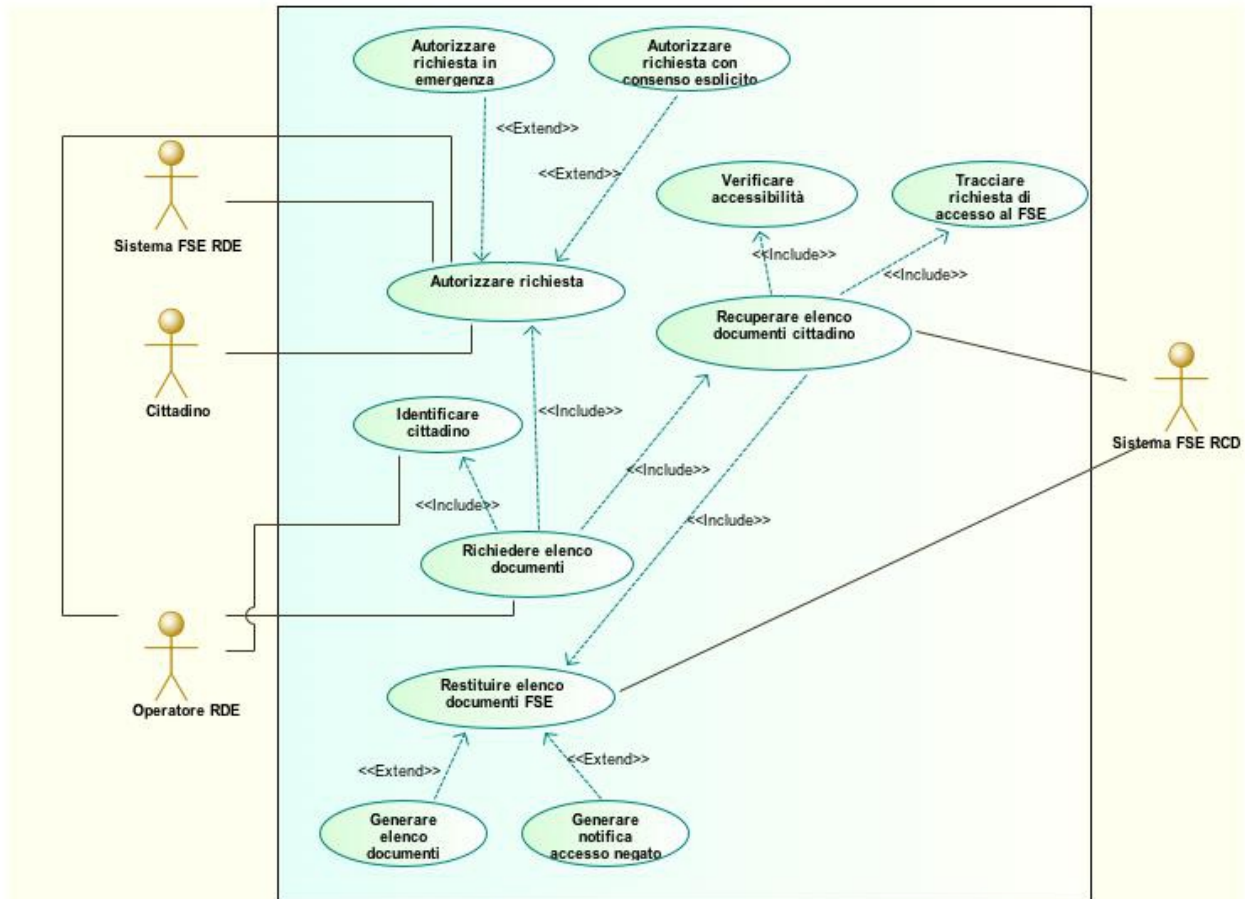 Autorizzare
richiesta in
emergenza
Autorizzare
richiesta con
consenso esplicito
<<Extend>>
<<Extend>>
Sistema FSE RDE
Verificare
accessibilità
Tracciare
richiesta di
accesso al FSE
<<Include>>
<<Include>>
Autorizzare richiesta
Recuperare elenco
documenti cittadino
Cittadino
Sistema FSE RCD
Identificare
cittadino
<<Include>>
<<Include>>
<<Include>>
<<Include>>
Richiedere elenco
documenti
Operatore RDE
Restituire elenco
documenti FSE
<<Extend>>
<<Extend>>
Generare
elenco
documenti
Generare
notifica
accesso negato